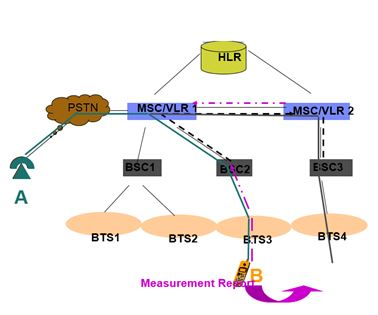 HLR
PSTN
MSC/VLR 1
MSC/VLR 2
BSC1
BSC2
BSC3
A
BTS1
BTS2
BTS3
BTS4
B
Measurement Report